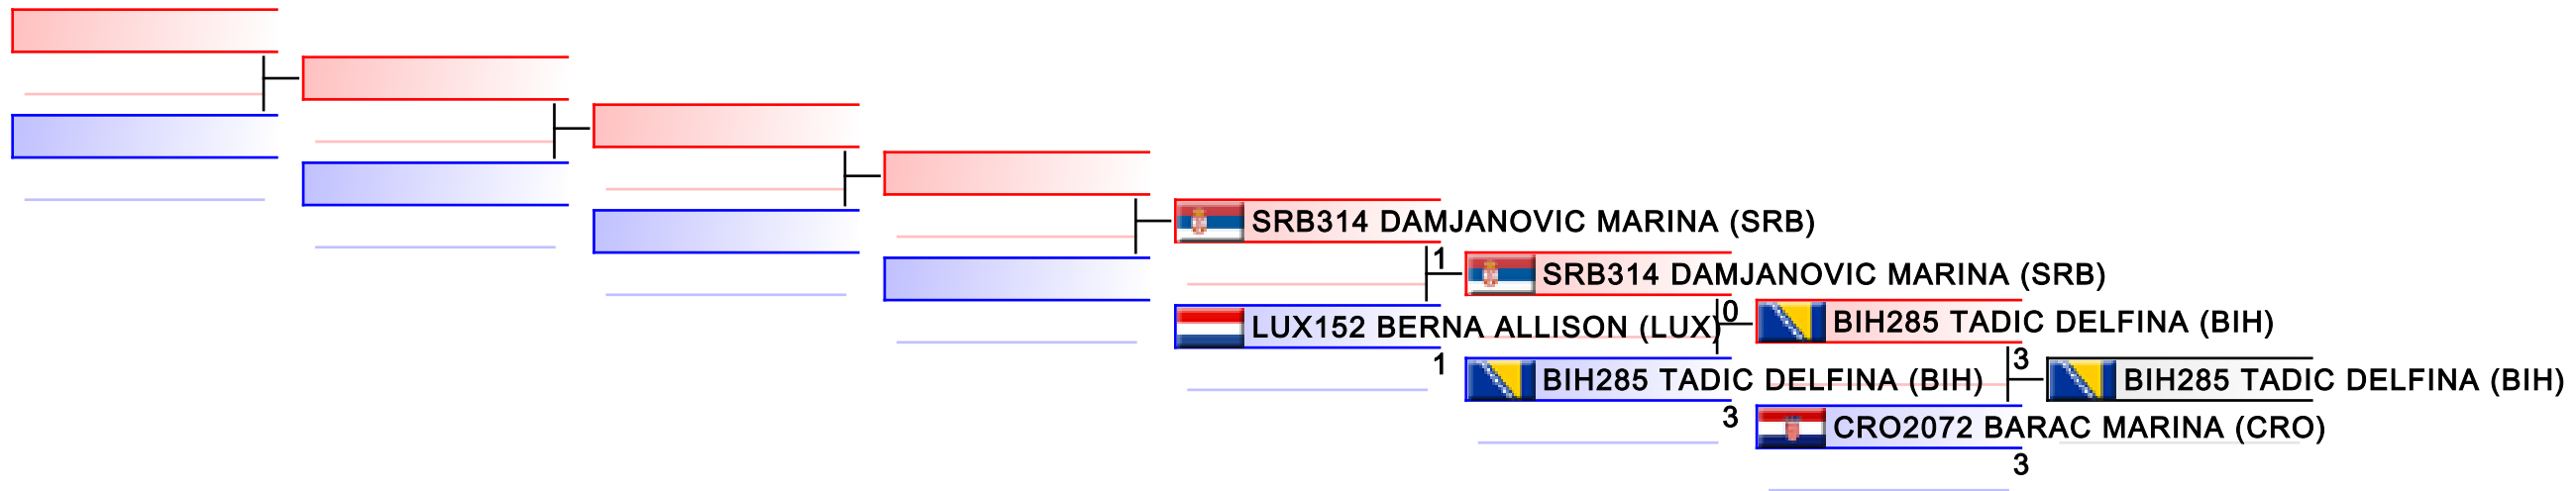 SRB314 DAMJANOVIC MARINA (SRB)
1
SRB314 DAMJANOVIC MARINA (SRB)
LUX152 BERNA ALLISON (LUX)
1
0
BIH285 TADIC DELFINA (BIH)
BIH285 TADIC DELFINA (BIH)
3
3
BIH285 TADIC DELFINA (BIH)
CRO2072 BARAC MARINA (CRO)
3